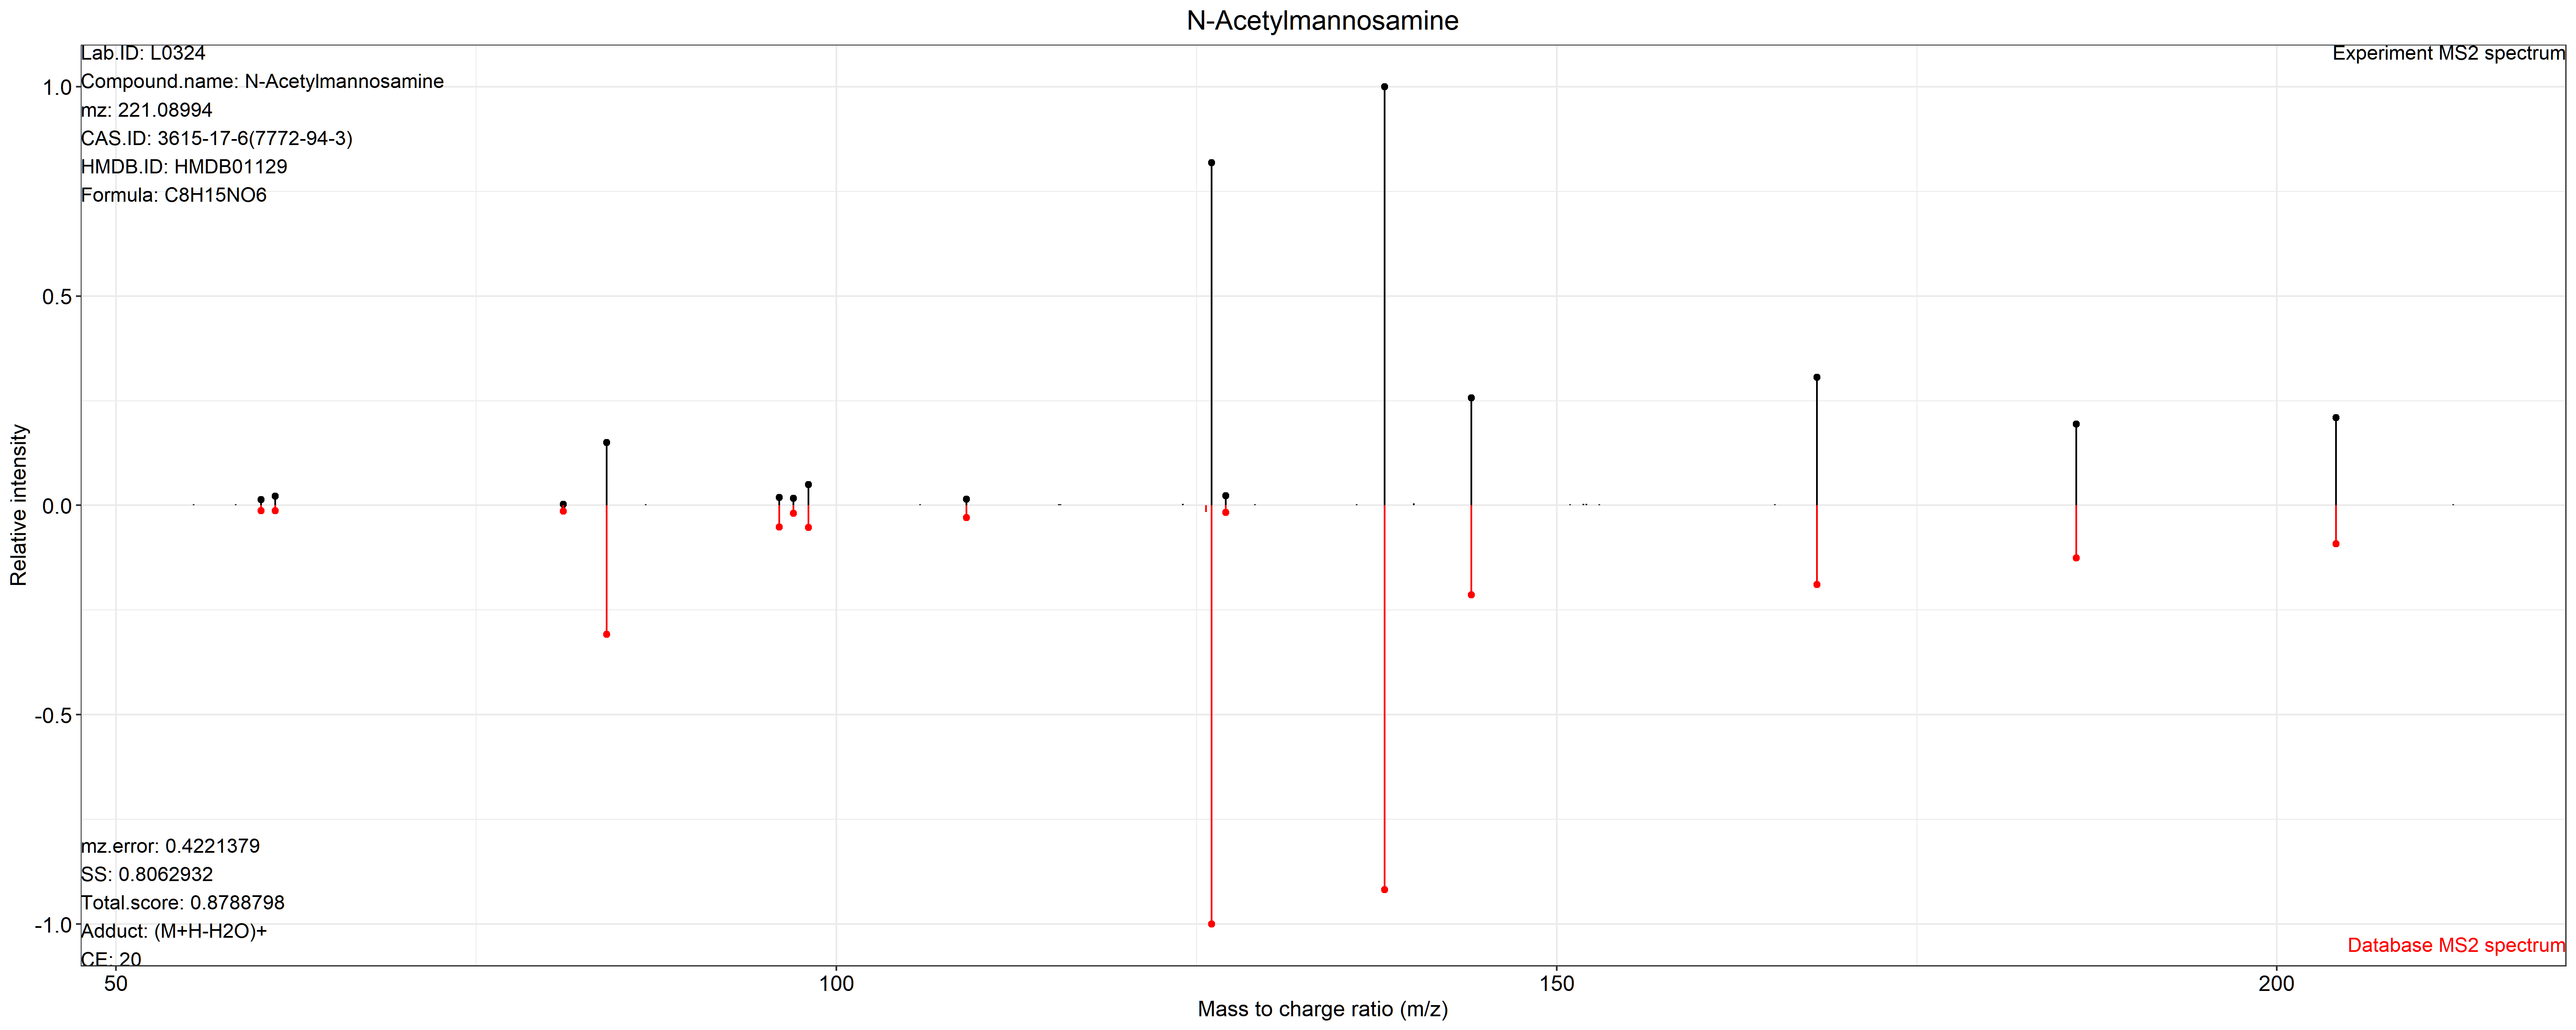 N-Acetylmannosamine
Lab.ID: L0324
Experiment MS2 spectrum
Compound.name: N-Acetylmannosamine
mz: 221.08994
CAS.ID: 3615-17-6(7772-94-3)
HMDB.ID: HMDB01129
Formula: C8H15NO6
1.0
0.5
0.0
-0.5
-1.0
Relative intensity
mz.error: 0.4221379
SS: 0.8062932
Total.score: 0.8788798
Adduct: (M+H-H2O)+
CE: 20
Database MS2 spectrum
50 100 150 200
Mass to charge ratio (m/z)